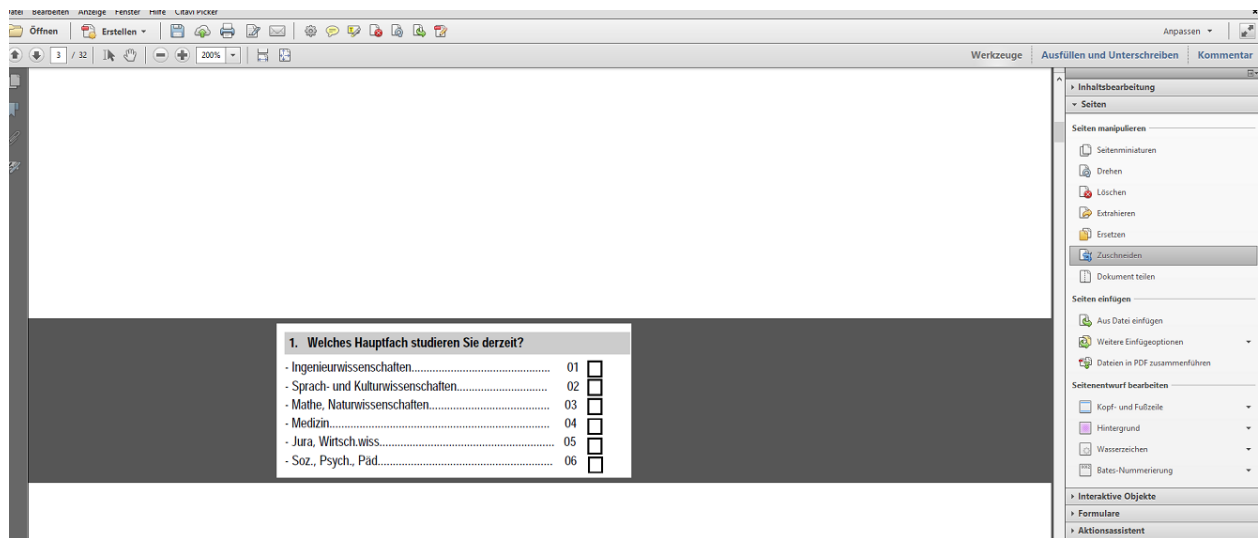 Datei Bearbeiten Anzeige Fenster Hilfe Citavi Picker
Öffnen Erstellen Anpassen
3 / 32 200% Werkzeuge Ausfüllen und Unterschreiben Kommentar
Inhaltsbearbeitung
Seiten
Seiten manipulieren
Seitenminiaturen
Drehen
Löschen
Extrahieren
Ersetzen
Zuschneiden
Dokument teilen
Seiten einfügen
Aus Datei einfügen
Weitere Einfügeoptionen
Dateien in PDF zusammenführen
Seitenentwurf bearbeiten
Kopf- und Fußzeile
Hintergrund
Wasserzeichen
Bates-Nummerierung
Interaktive Objekte
Formulare
Aktionsassistent
1. Welches Hauptfach studieren Sie derzeit?
- Ingenieurwissenschaften.............................................. 01
- Sprach- und Kulturwissenschaften.............................. 02
- Mathe, Naturwissenschaften........................................ 03
- Medizin......................................................................... 04
- Jura, Wirtsch.wiss.......................................................... 05
- Soz., Psych., Päd.......................................................... 06